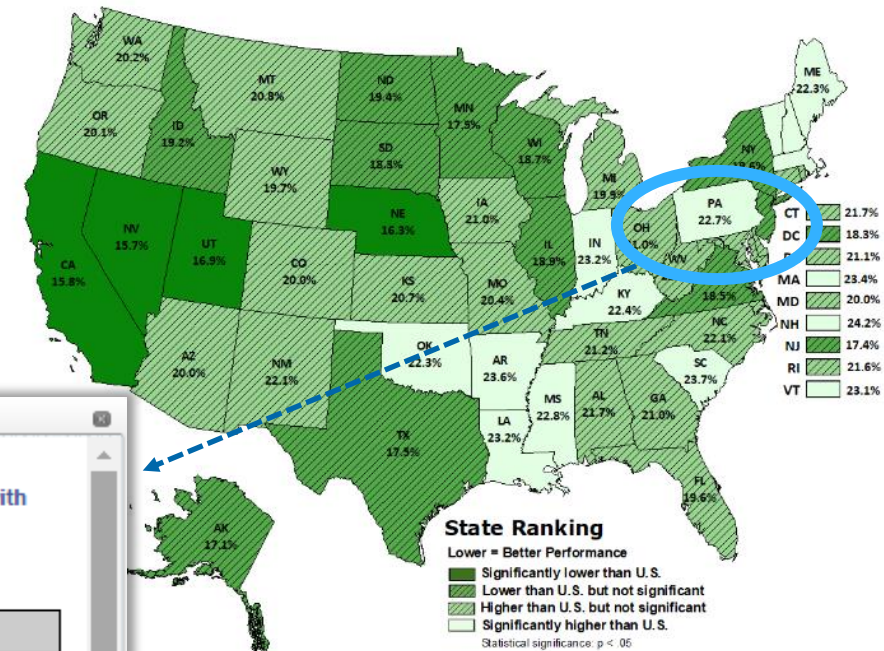 WA
20.2%
OR
20.1%
ID
19.2%
MT
20.8%
ND
19.4%
MN
17.5%
SD
18.3%
WI
18.7%
WY
19.7%
NV
15.7%
UT
16.9%
CA
15.8%
NE
16.3%
IA
21.0%
IL
18.9%
MI
19.9%
IN
23.2%
OH
PA
22.7%
NY
18.6%
ME
22.3%
WV
18.5%
CO
20.0%
KS
20.7%
MO
20.4%
KY
22.4%
TN
21.2%
NC
22.1%
SC
23.7%
AZ
20.0%
NM
22.1%
OK
22.3%
AR
23.6%
LA
23.2%
MS
22.8%
AL
21.7%
GA
21.0%
FL
19.6%
TX
17.5%
AK
17.1%
CT 21.7%
DC 18.3%
21.1%
MA 23.4%
MD 20.0%
NH 24.2%
NJ 17.4%
RI 21.6%
VT 23.1%
State Ranking
Lower = Better Performance
Significantly lower than U.S.
Lower than U.S. but not significant
Higher than U.S. but not significant
Significantly higher than U.S.
Statistical significance: p < .05